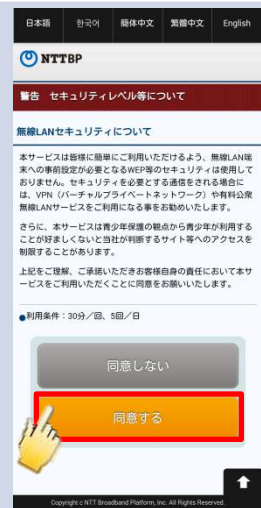 日本語 한국어 簡体中文 繁體中文 English
NTTBP
警告 セキュリティレベル等について
無線LANセキュリティについて
本サービスは皆様に簡単にご利用いただけるよう、無線LAN端
末への事前設定が必要となるWEP等のセキュリティは使用して
おりません。セキュリティを必要とする通信をされる場合に
は、VPN（バーチャルプライベートネットワーク）や有料公衆
無線LANサービスをご利用になる事をお勧めいたします。
さらに、本サービスは青少年保護の観点から青少年が利用する
ことが好ましくないと当社が判断するサイト等へのアクセスを
制限することがあります。
上記をご理解、ご承諾いただきお客様自身の責任において本サ
ービスをご利用いただくことに同意をお願いいたします。
●利用条件：30分／回、5回／日
同意しない
同意する
Copyright c NTT Broadband Platform, Inc. All Rights Reserved.